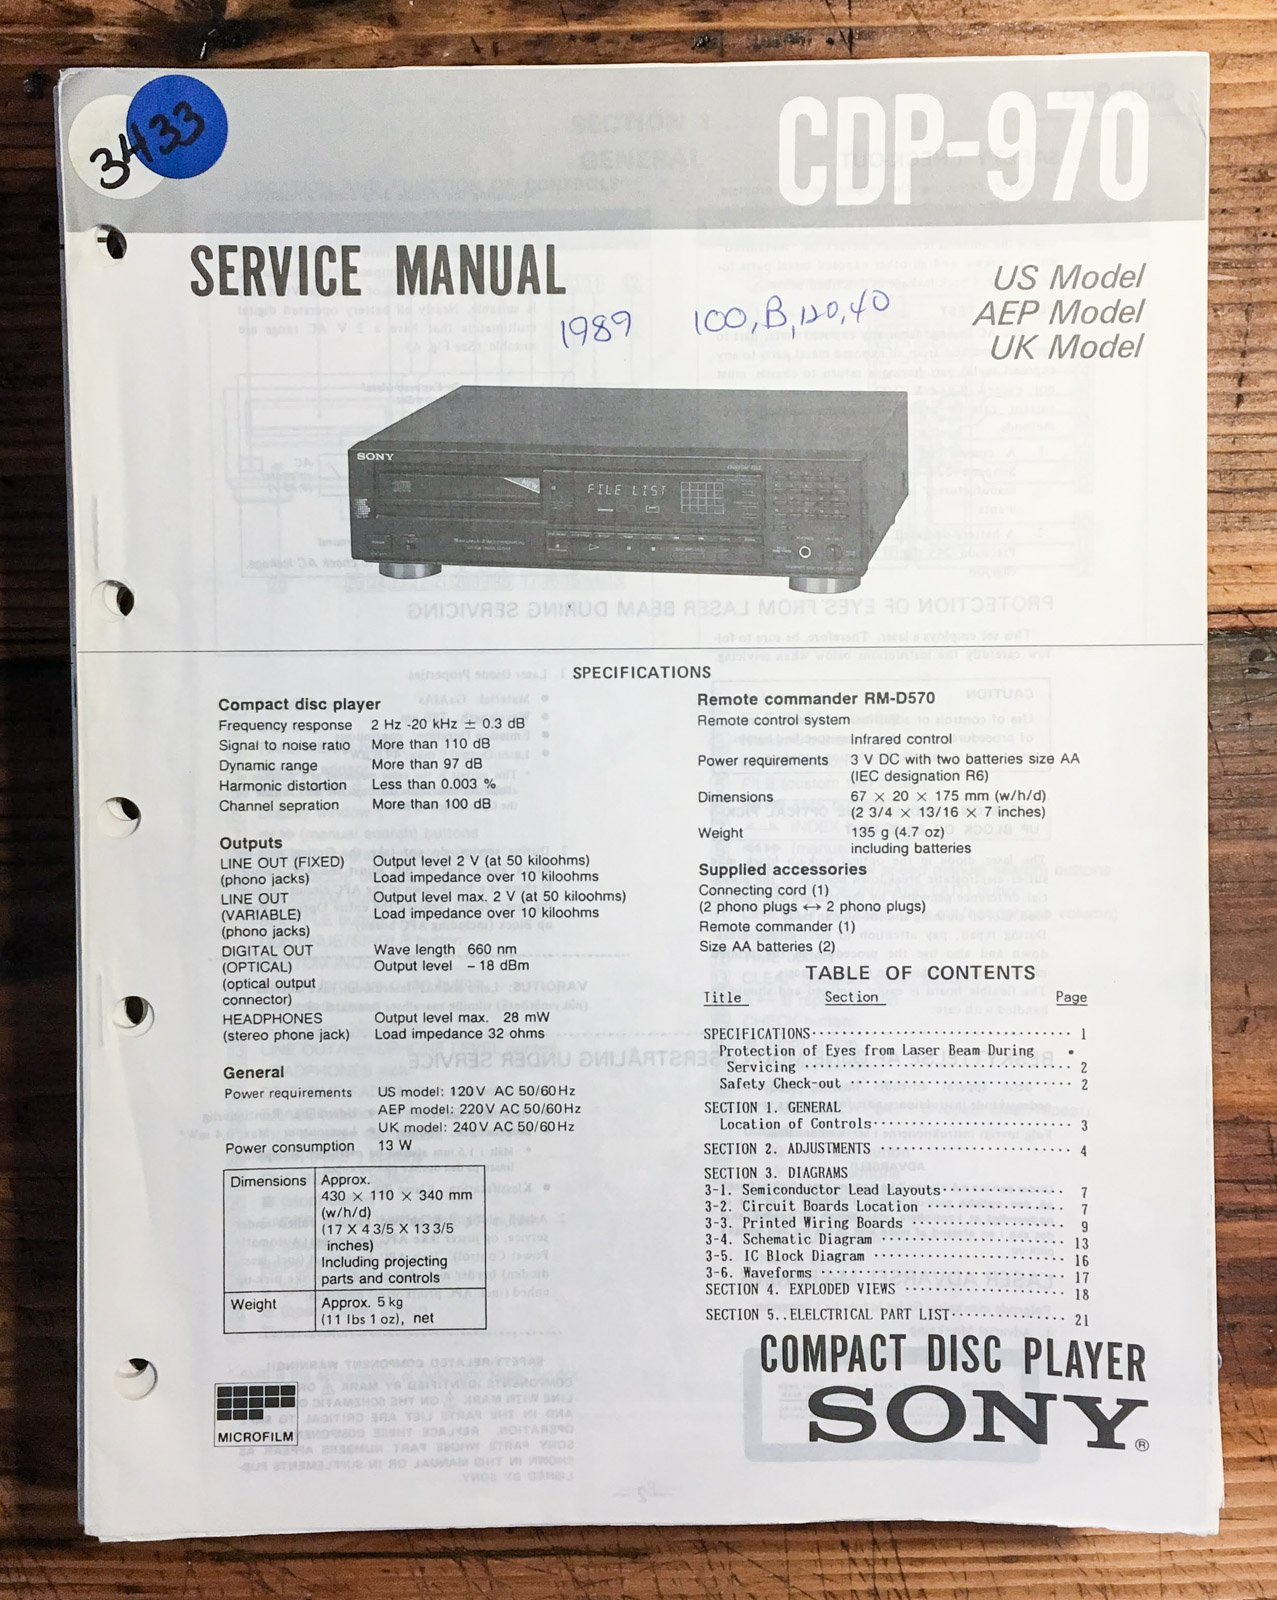 3433
CDP-970
SERVICE MANUAL
US Model
AEP Model
UK Model
1989 100, B, 120, 40
SONY
FILE LIST
SPECIFICATIONS
Compact disc player
Frequency response 2 Hz -20 kHz ± 0.3 dB
Signal to noise ratio More than 110 dB
Dynamic range More than 97 dB
Harmonic distortion Less than 0.003 %
Channel sepration More than 100 dB
Outputs
LINE OUT (FIXED) Output level 2 V (at 50 kiloohms)
(phono jacks) Load impedance over 10 kiloohms
LINE OUT Output level max. 2 V (at 50 kiloohms)
(VARIABLE) Load impedance over 10 kiloohms
(phono jacks)
DIGITAL OUT Wave length 660 nm
(OPTICAL) Output level – 18 dBm
(optical output
connector)
HEADPHONES Output level max. 28 mW
(stereo phone jack) Load impedance 32 ohms
General
Power requirements US model: 120V AC 50/60Hz
AEP model: 220V AC 50/60Hz
UK model: 240V AC 50/60Hz
Power consumption 13 W
Dimensions Approx.
430 × 110 × 340 mm
(w/h/d)
(17 X 4 3/5 X 13 3/5
inches)
Including projecting
parts and controls
Weight Approx. 5 kg
(11 lbs 1 oz), net
MICROFILM
Remote commander RM-D570
Remote control system
Infrared control
Power requirements 3 V DC with two batteries size AA
(IEC designation R6)
Dimensions 67 × 20 × 175 mm (w/h/d)
(2 3/4 × 13/16 × 7 inches)
Weight 135 g (4.7 oz)
including batteries
Supplied accessories
Connecting cord (1)
(2 phono plugs ↔ 2 phono plugs)
Remote commander (1)
Size AA batteries (2)
TABLE OF CONTENTS
Title Section Page
SPECIFICATIONS 1
Protection of Eyes from Laser Beam During
Servicing 2
Safety Check-out 2
SECTION 1. GENERAL
Location of Controls 3
SECTION 2. ADJUSTMENTS 4
SECTION 3. DIAGRAMS
3-1. Semiconductor Lead Layouts 7
3-2. Circuit Boards Location 7
3-3. Printed Wiring Boards 9
3-4. Schematic Diagram 13
3-5. IC Block Diagram 16
3-6. Waveforms 17
SECTION 4. EXPLODED VIEWS 18
SECTION 5.. ELELCTRICAL PART LIST 21
COMPACT DISC PLAYER
SONY®